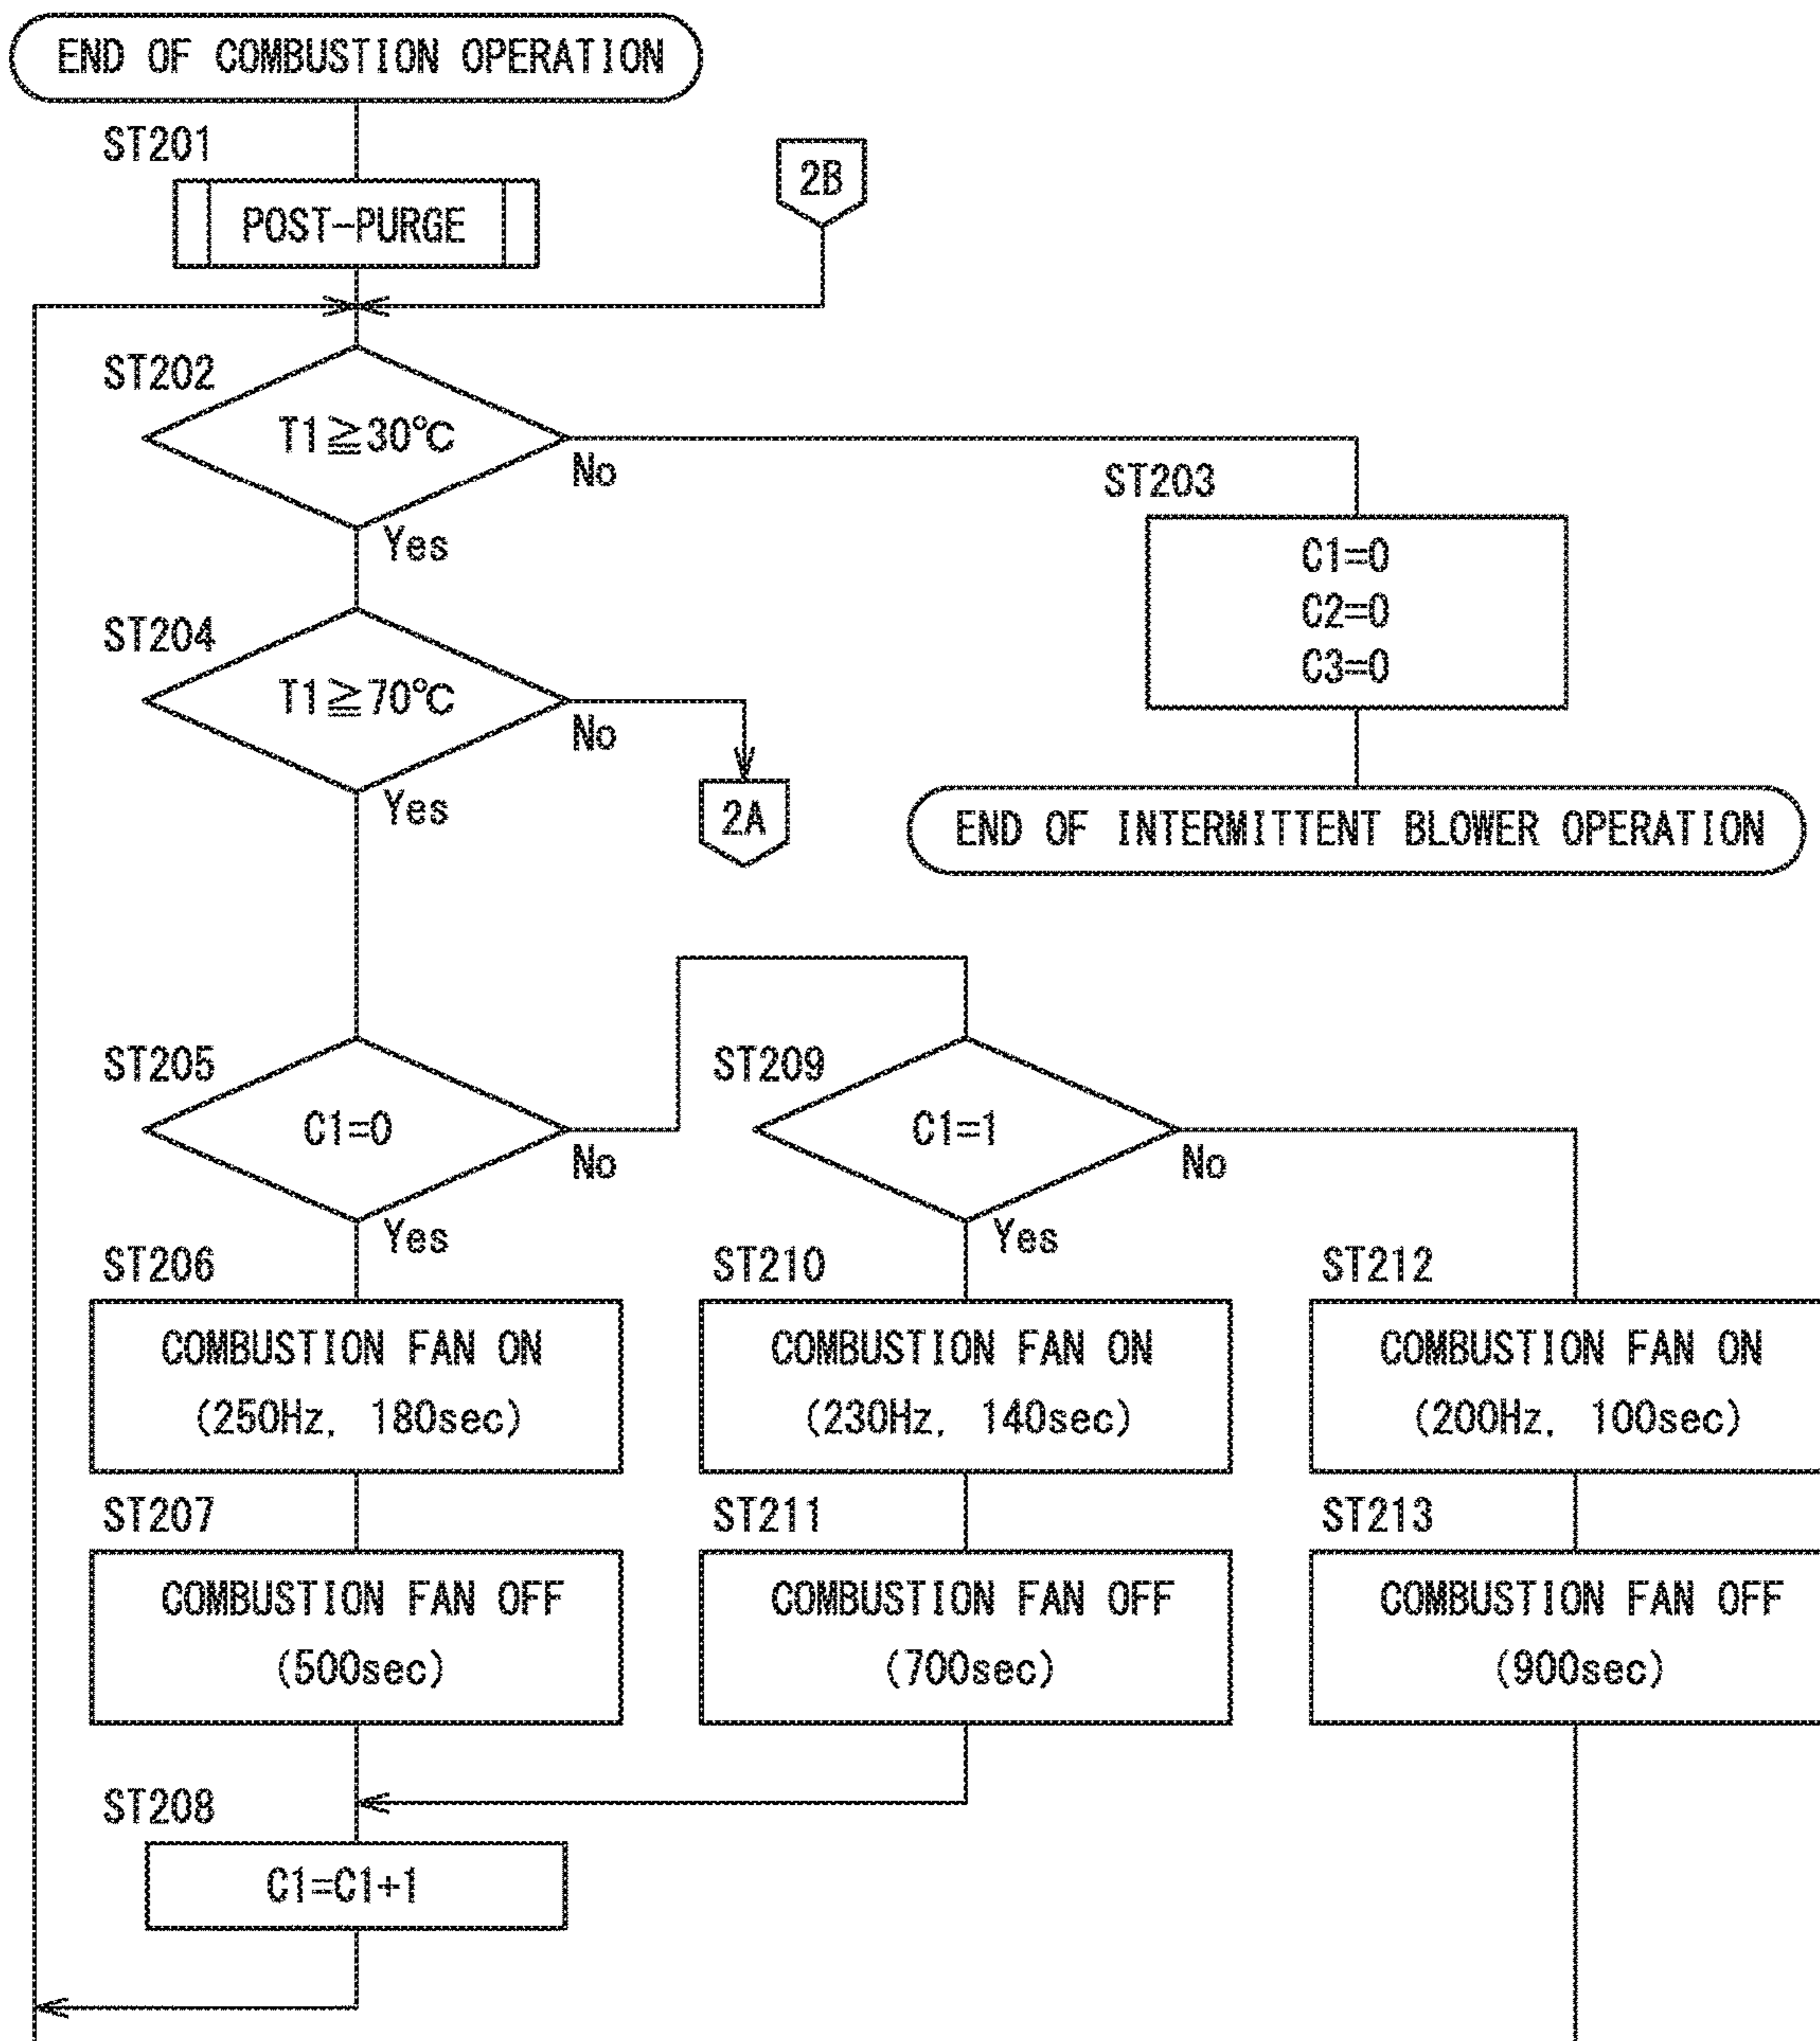 END OF COMBUSTION OPERATION
ST201
POST-PURGE
2B
ST202
T1≧30℃
No
Yes
ST203
C1=0
C2=0
C3=0
ST204
T1≧70℃
No
Yes
2A
END OF INTERMITTENT BLOWER OPERATION
ST205
C1=0
No
Yes
ST209
C1=1
No
Yes
ST206
COMBUSTION FAN ON
(250Hz, 180sec)
ST210
COMBUSTION FAN ON
(230Hz, 140sec)
ST212
COMBUSTION FAN ON
(200Hz, 100sec)
ST207
COMBUSTION FAN OFF
(500sec)
ST211
COMBUSTION FAN OFF
(700sec)
ST213
COMBUSTION FAN OFF
(900sec)
ST208
C1=C1+1